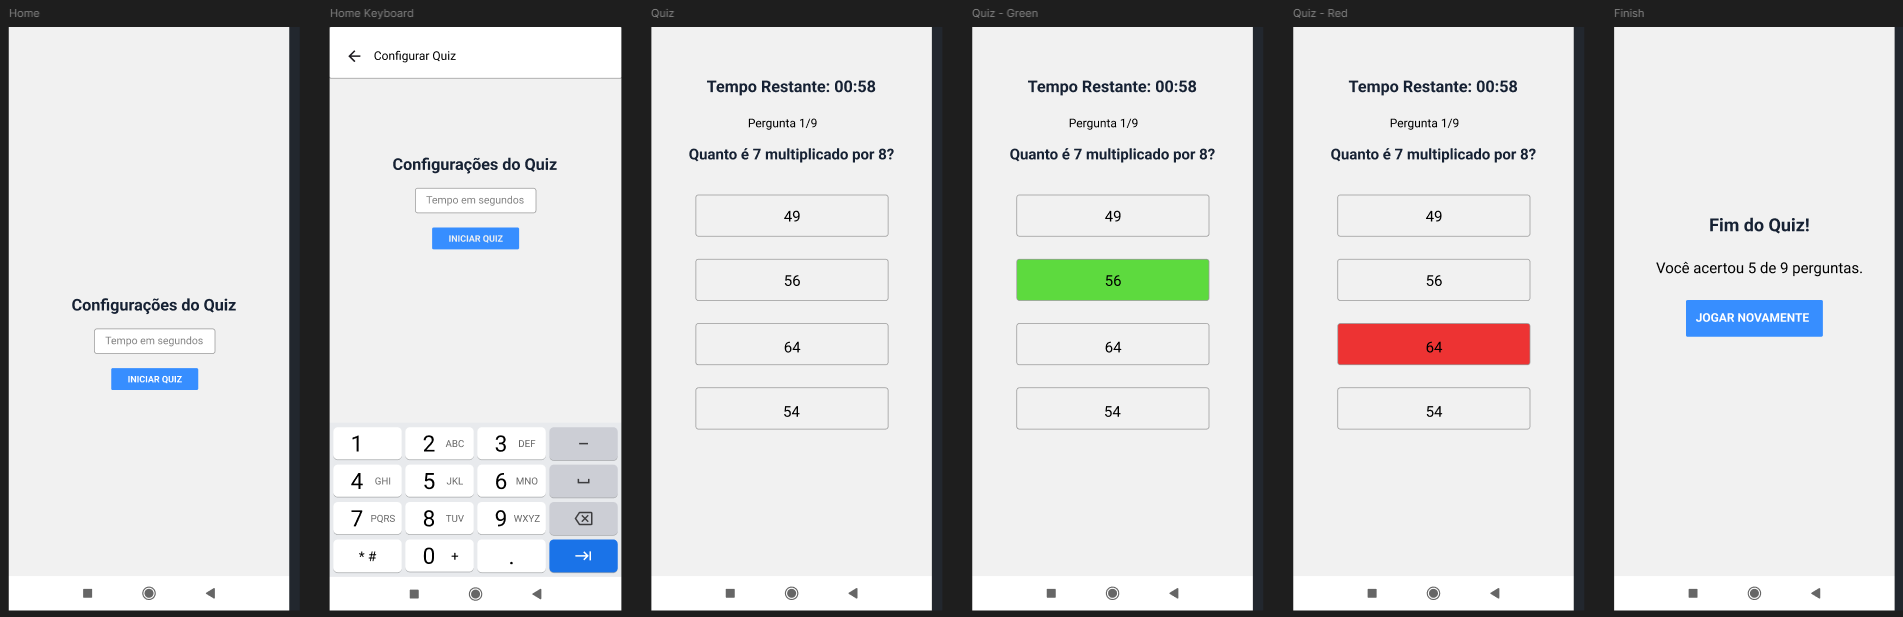 Home
Configurações do Quiz
Tempo em segundos
INICIAR QUIZ
Home Keyboard
Configurar Quiz
Configurações do Quiz
Tempo em segundos
INICIAR QUIZ
1 2 ABC 3 DEF –
4 GHI 5 JKL 6 MNO
7 PQRS 8 TUV 9 WXYZ
* # 0 + .
Quiz
Tempo Restante: 00:58
Pergunta 1/9
Quanto é 7 multiplicado por 8?
49
56
64
54
Quiz - Green
Tempo Restante: 00:58
Pergunta 1/9
Quanto é 7 multiplicado por 8?
49
56
64
54
Quiz - Red
Tempo Restante: 00:58
Pergunta 1/9
Quanto é 7 multiplicado por 8?
49
56
64
54
Finish
Fim do Quiz!
Você acertou 5 de 9 perguntas.
JOGAR NOVAMENTE